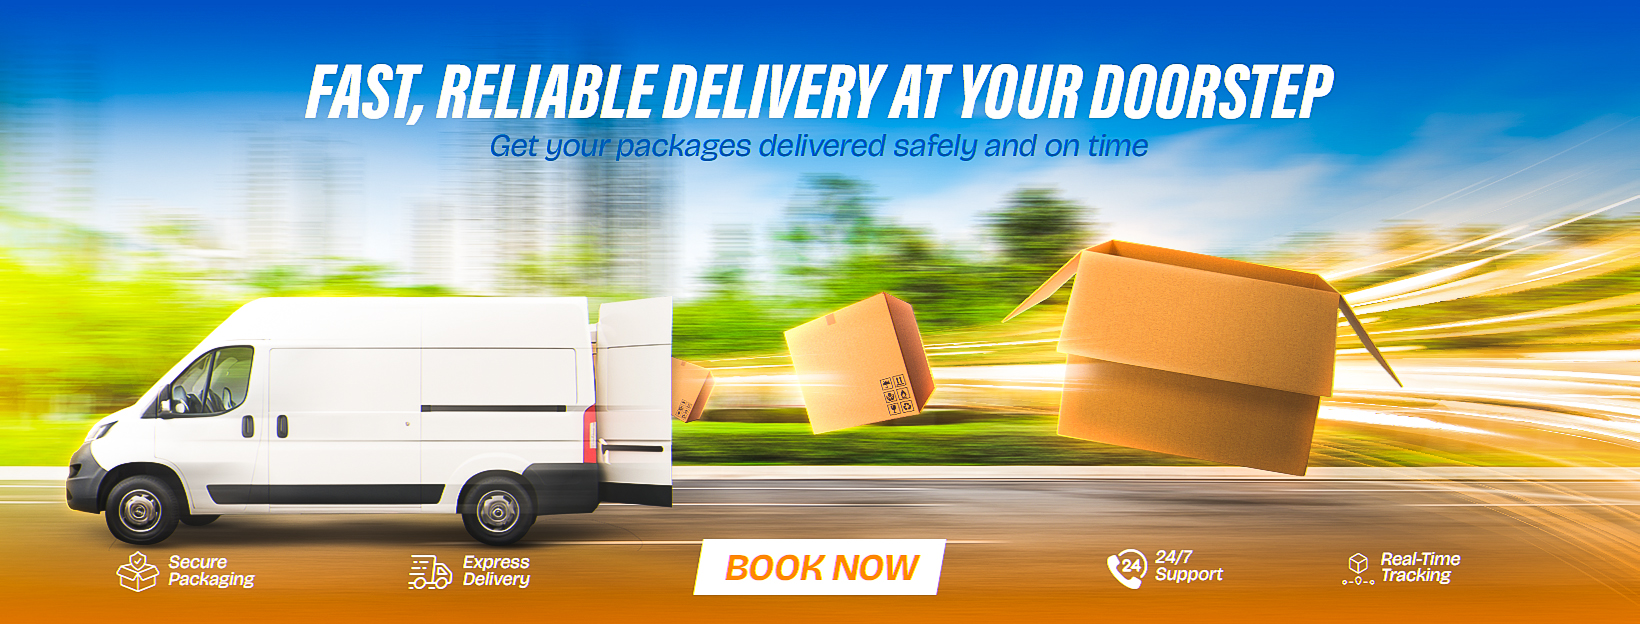 FAST, RELIABLE DELIVERY AT YOUR DOORSTEP
Get your packages delivered safely and on time
Secure
Packaging
Express
Delivery
BOOK NOW
24
24/7
Support
Real-Time
Tracking